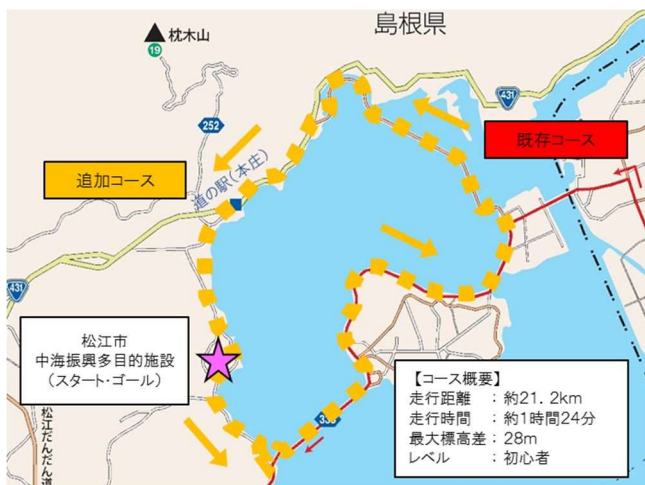 島根県
枕木山
19
431
252
既存コース
追加コース
道の駅(本庄)
431
松江市
中海振興多目的施設
(スタート・ゴール)
【コース概要】
走行距離 :約21.2km
走行時間 :約1時間24分
最大標高差:28m
レベル :初心者
松江だんだん道